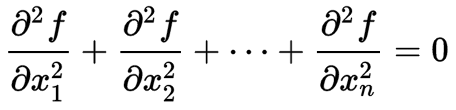 ∂²f/∂x₁² + ∂²f/∂x₂² + ··· + ∂²f/∂xₙ² = 0